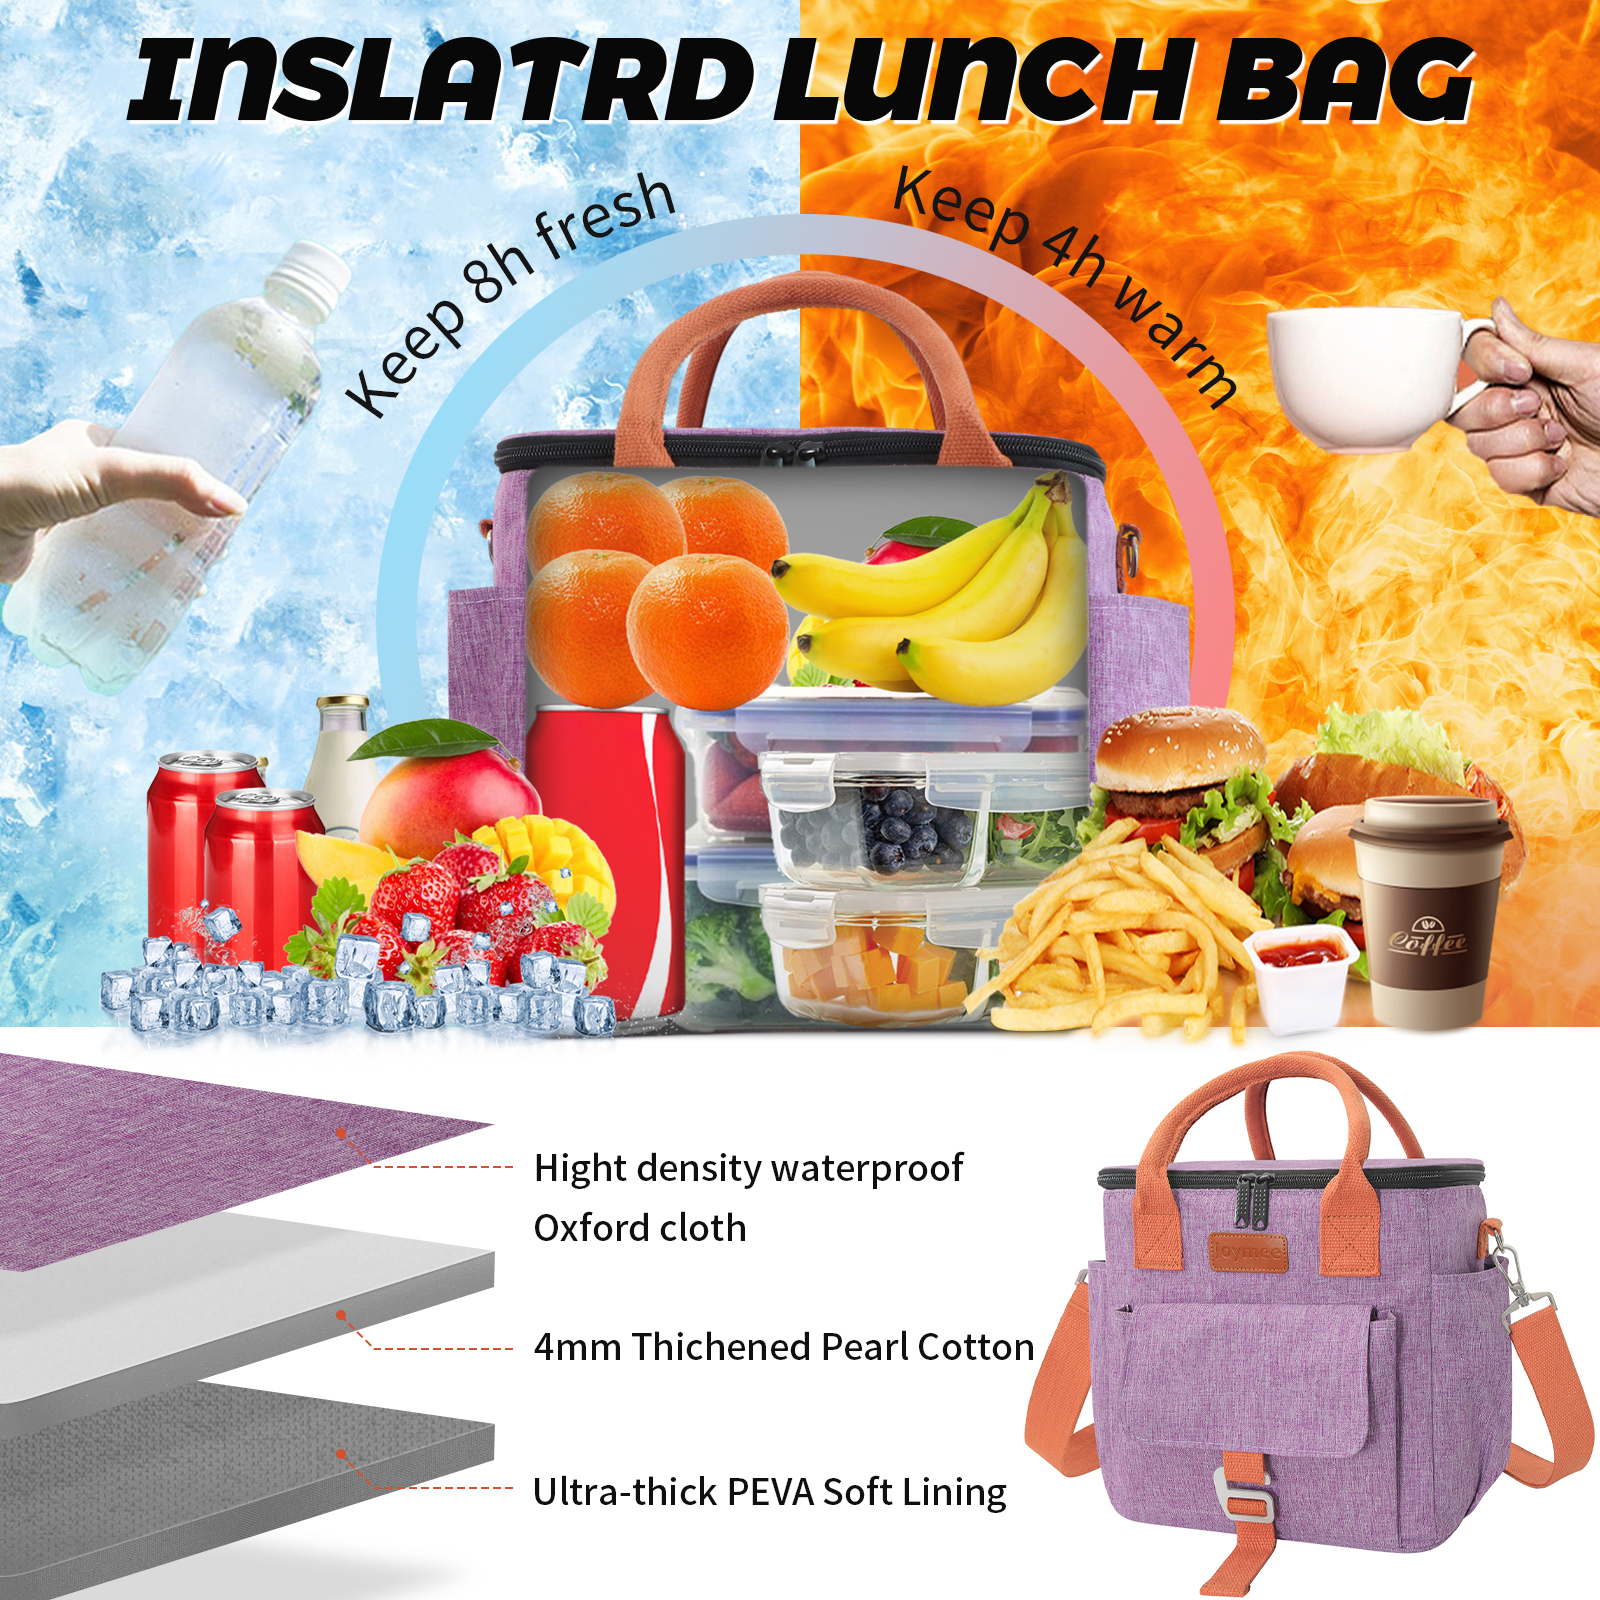 INSLATRD LUNCH BAG
Keep 8h fresh
Keep 4h warm
Coffee
Hight density waterproof
Oxford cloth
4mm Thichened Pearl Cotton
Ultra-thick PEVA Soft Lining
Joymee